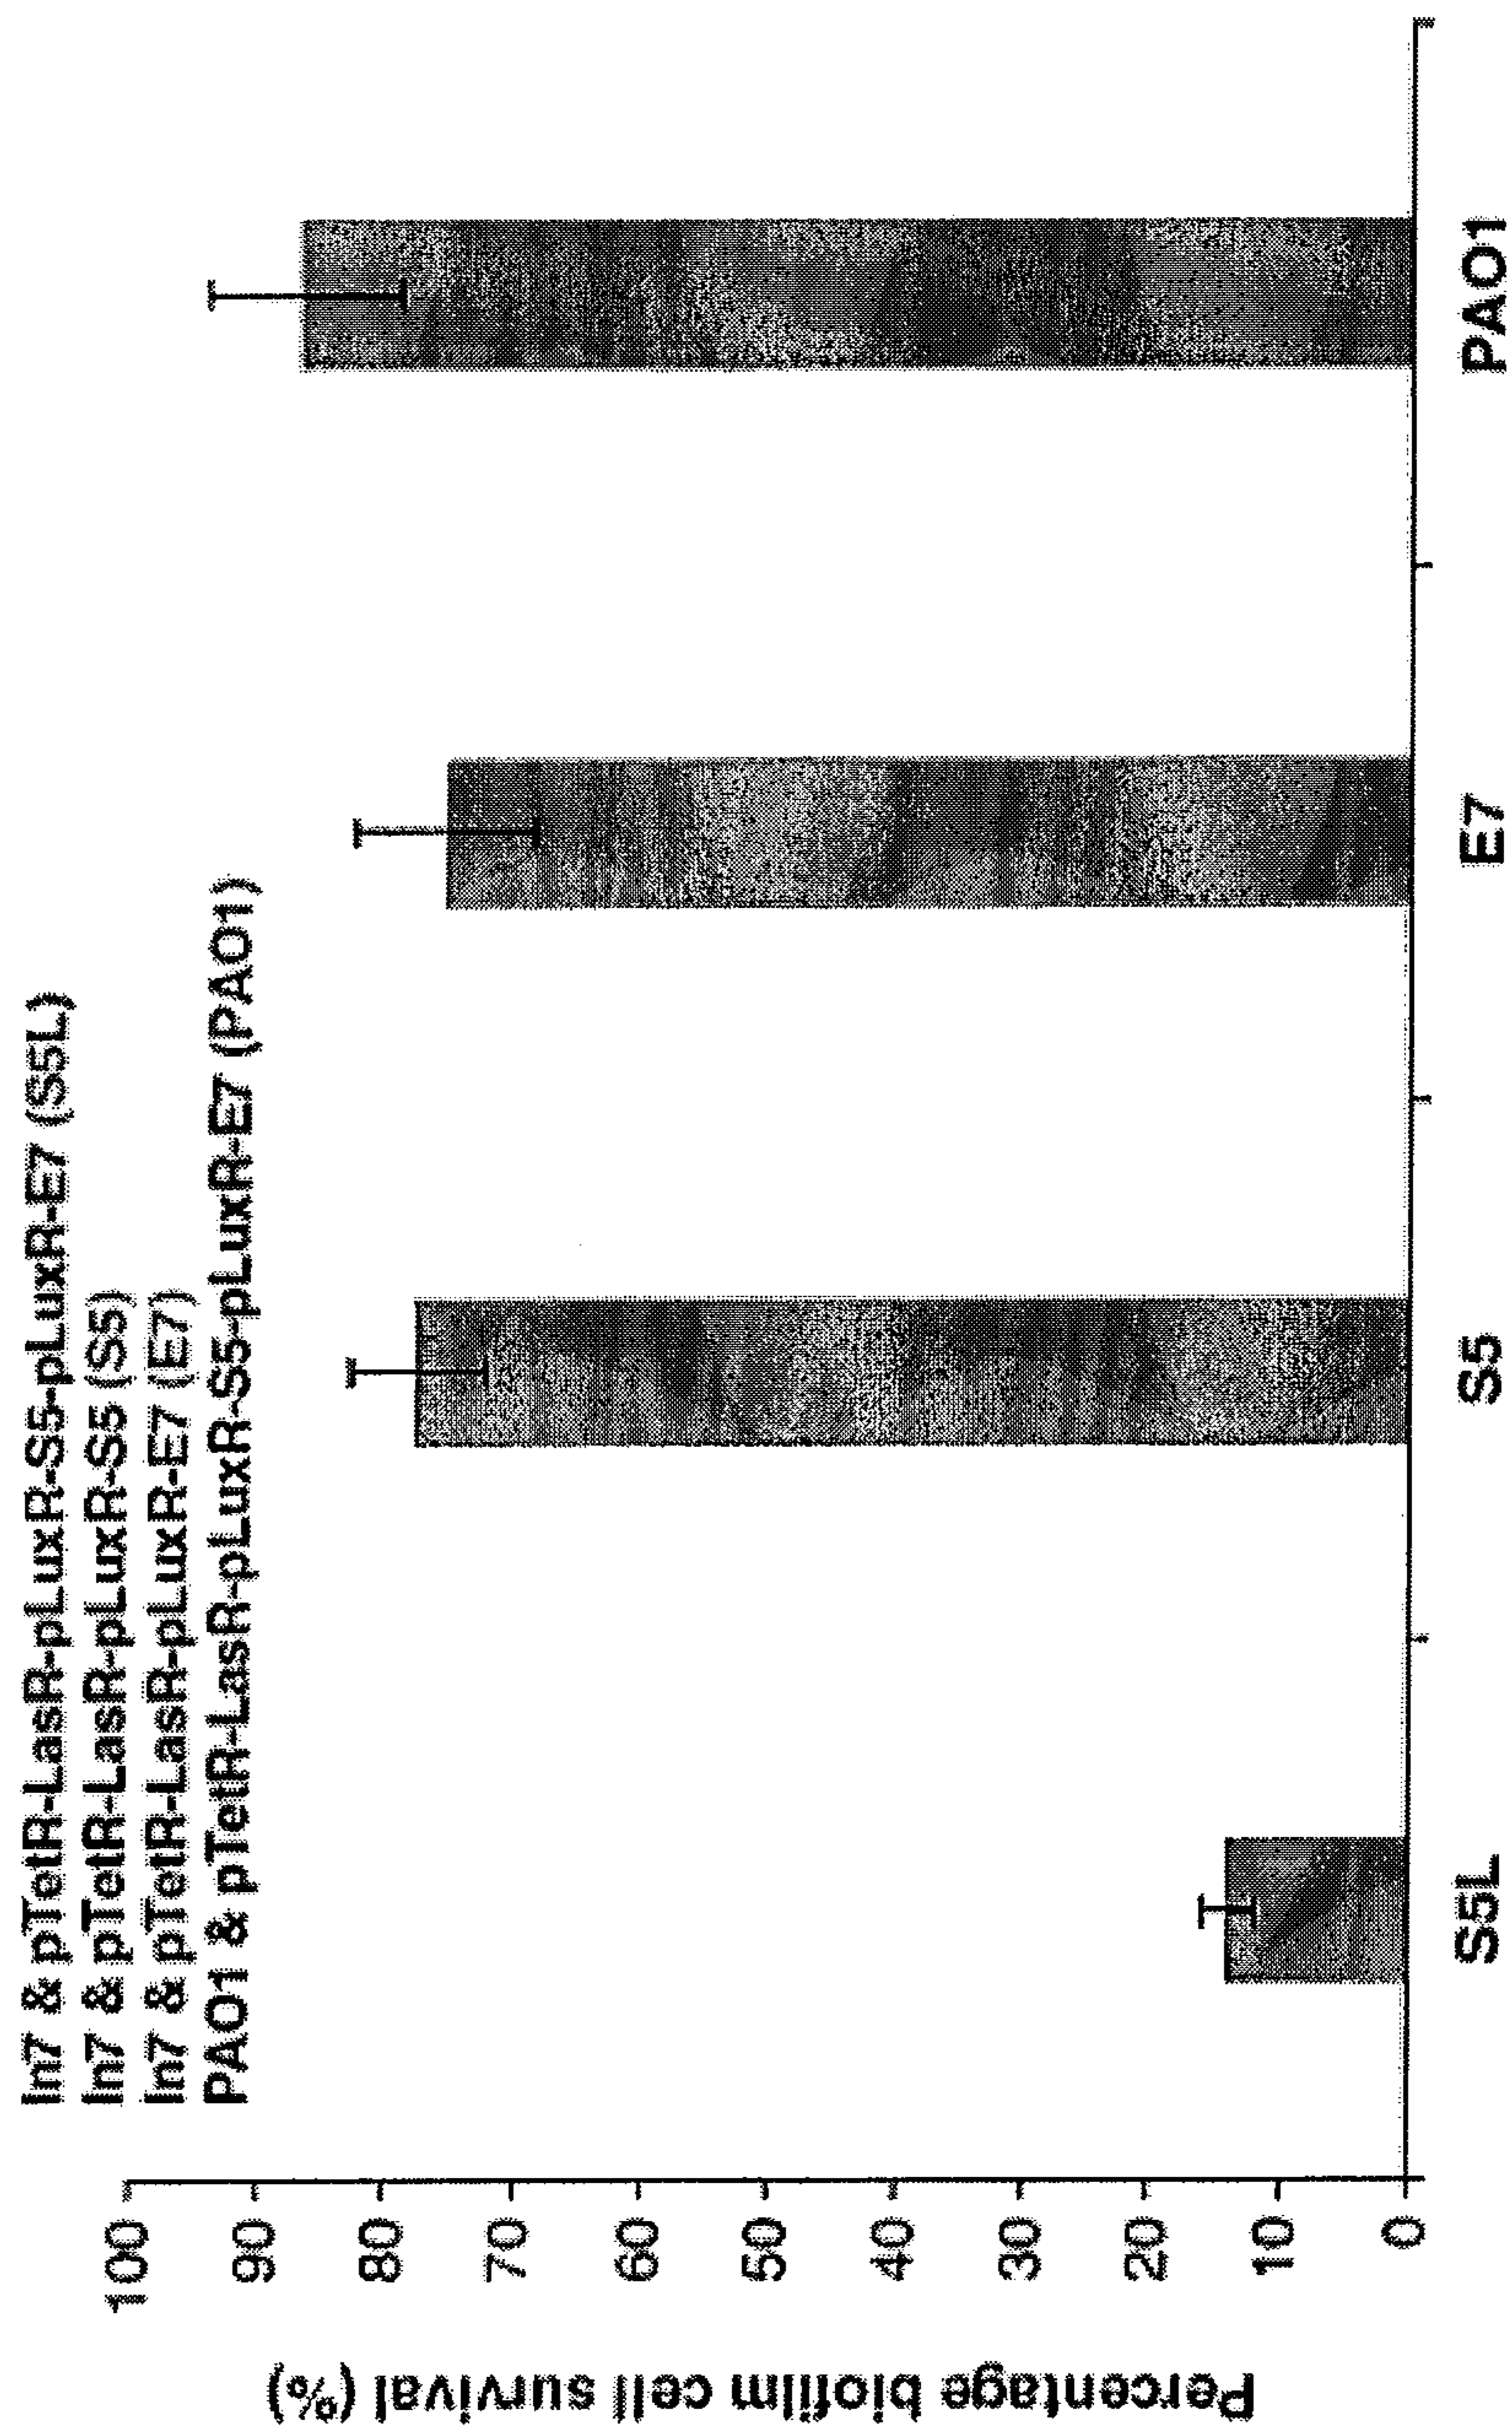 In7 & pTetR-LasR-pLuxR-S5-pLuxR-E7 (S5L)
In7 & pTetR-LasR-pLuxR-S5 (S5)
In7 & pTetR-LasR-pLuxR-E7 (E7)
PAO1 & pTetR-LasR-pLuxR-S5-pLuxR-E7 (PAO1)
Percentage biofilm cell survival (%)
100
90
80
70
60
50
40
30
20
10
0
S5L
S5
E7
PAO1